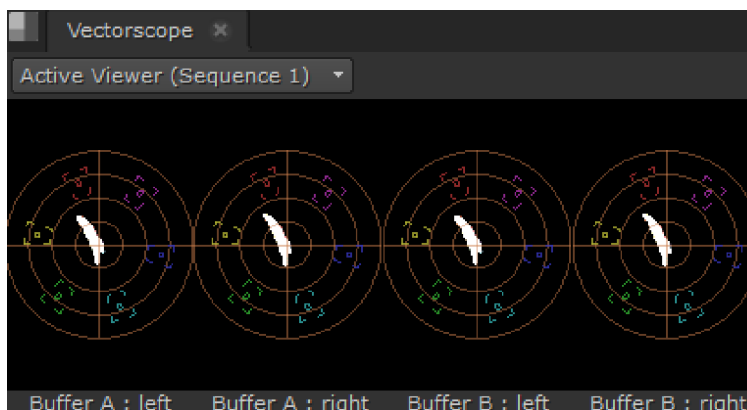 Vectorscope
Active Viewer (Sequence 1)
Buffer A : left
Buffer A : right
Buffer B : left
Buffer B : right